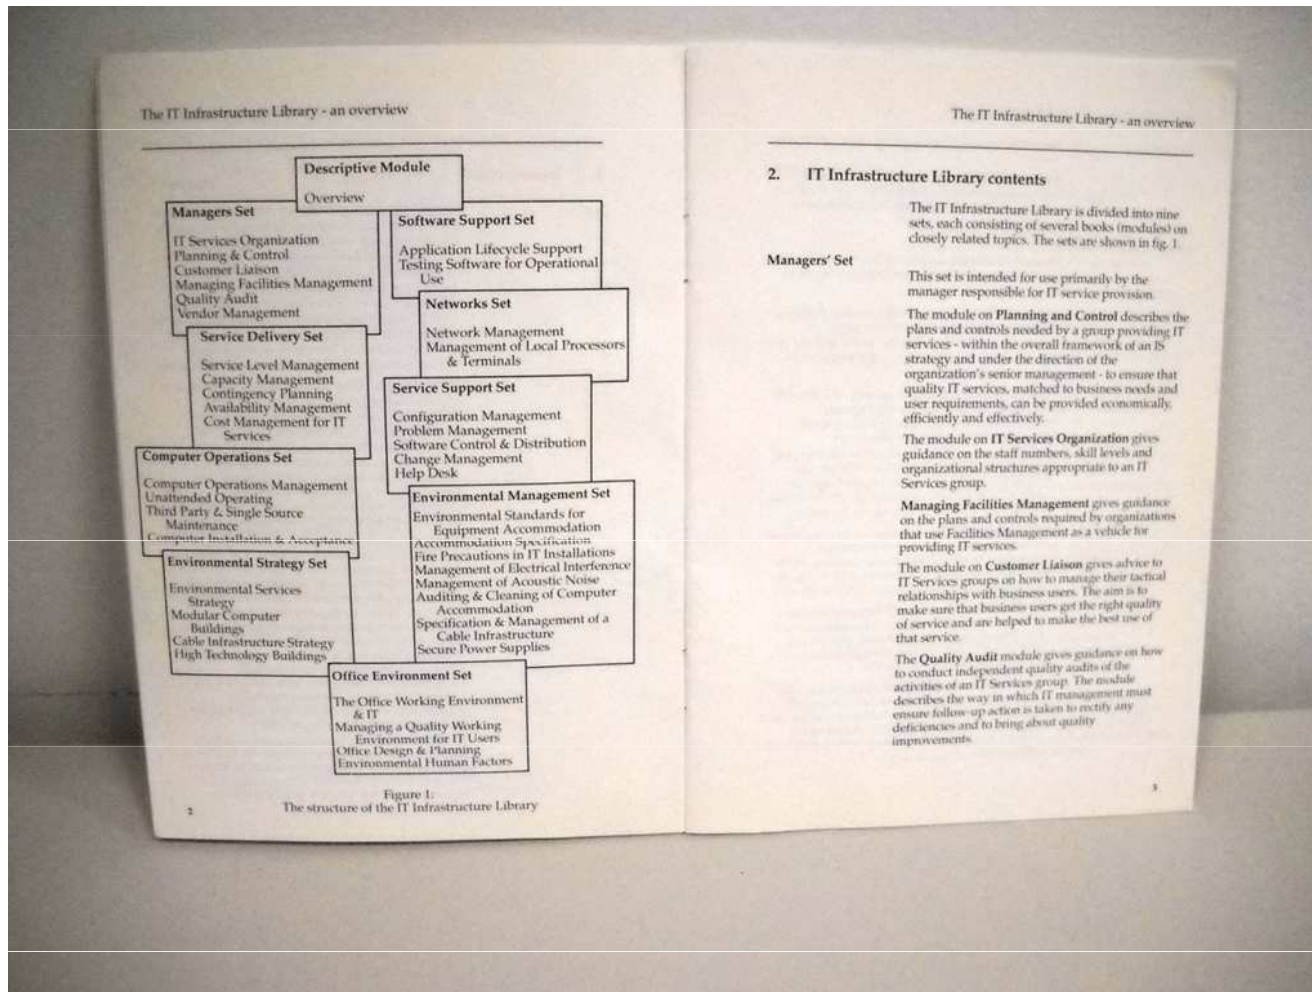 The IT Infrastructure Library - an overview
Descriptive Module
Overview
Managers Set
IT Services Organization
Planning & Control
Customer Liaison
Managing Facilities Management
Quality Audit
Vendor Management
Software Support Set
Application Lifecycle Support
Testing Software for Operational
Use
Networks Set
Network Management
Management of Local Processors
& Terminals
Service Delivery Set
Service Level Management
Capacity Management
Contingency Planning
Availability Management
Cost Management for IT
Services
Service Support Set
Configuration Management
Problem Management
Software Control & Distribution
Change Management
Help Desk
Computer Operations Set
Computer Operations Management
Unattended Operating
Third Party & Single Source
Maintenance
Computer Installation & Acceptance
Environmental Management Set
Environmental Standards for
Equipment Accommodation
Accommodation Specification
Fire Precautions in IT Installations
Management of Electrical Interference
Management of Acoustic Noise
Auditing & Cleaning of Computer
Accommodation
Specification & Management of a
Cable Infrastructure
Secure Power Supplies
Environmental Strategy Set
Environmental Services
Strategy
Modular Computer
Buildings
Cable Infrastructure Strategy
High Technology Buildings
Office Environment Set
The Office Working Environment
& IT
Managing a Quality Working
Environment for IT Users
Office Design & Planning
Environmental Human Factors
Figure 1:
The structure of the IT Infrastructure Library
2
The IT Infrastructure Library - an overview
2. IT Infrastructure Library contents
The IT Infrastructure Library is divided into nine
sets, each consisting of several books (modules) on
closely related topics. The sets are shown in fig. 1.
Managers' Set
This set is intended for use primarily by the
manager responsible for IT service provision.
The module on Planning and Control describes the
plans and controls needed by a group providing IT
services - within the overall framework of an IS
strategy and under the direction of the
organization's senior management - to ensure that
quality IT services, matched to business needs and
user requirements, can be provided economically,
efficiently and effectively.
The module on IT Services Organization gives
guidance on the staff numbers, skill levels and
organizational structures appropriate to an IT
Services group.
Managing Facilities Management gives guidance
on the plans and controls required by organizations
that use Facilities Management as a vehicle for
providing IT services.
The module on Customer Liaison gives advice to
IT Services groups on how to manage their tactical
relationships with business users. The aim is to
make sure that business users get the right quality
of service and are helped to make the best use of
that service.
The Quality Audit module gives guidance on how
to conduct independent quality audits of the
activities of an IT Services group. The module
describes the way in which IT management must
ensure follow-up action is taken to rectify any
deficiencies and to bring about quality
improvements.
3